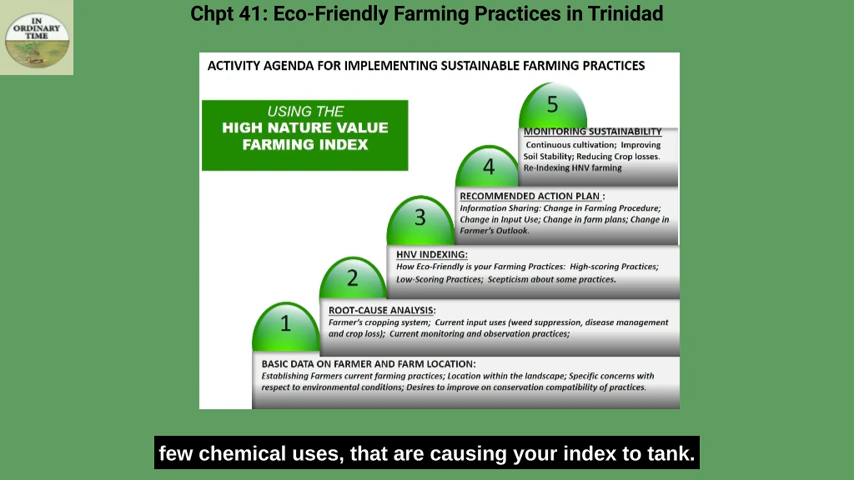 IN
ORDINARY
TIME
Chpt 41: Eco-Friendly Farming Practices in Trinidad
ACTIVITY AGENDA FOR IMPLEMENTING SUSTAINABLE FARMING PRACTICES
USING THE
HIGH NATURE VALUE
FARMING INDEX
5
MONITORING SUSTAINABILITY
Continuous cultivation; Improving
Soil Stability; Reducing Crop losses.
Re-Indexing HNV farming
4
RECOMMENDED ACTION PLAN :
Information Sharing: Change in Farming Procedure;
Change in Input Use; Change in farm plans; Change in
Farmer's Outlook.
3
HNV INDEXING:
How Eco-Friendly is your Farming Practices: High-scoring Practices;
Low-Scoring Practices; Scepticism about some practices.
2
ROOT-CAUSE ANALYSIS:
Farmer's cropping system; Current input uses (weed suppression, disease management
and crop loss); Current monitoring and observation practices;
1
BASIC DATA ON FARMER AND FARM LOCATION:
Establishing Farmers current farming practices; Location within the landscape; Specific concerns with
respect to environmental conditions; Desires to improve on conservation compatibility of practices.
few chemical uses, that are causing your index to tank.